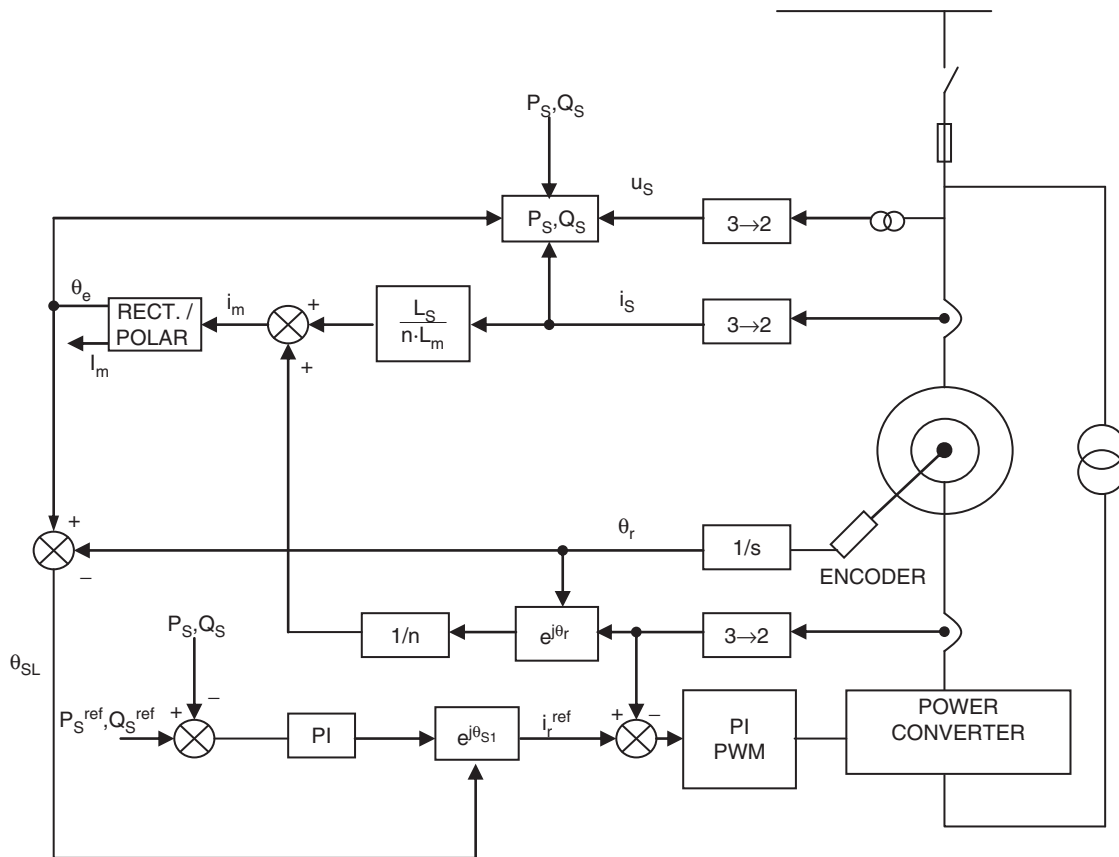 P_S,Q_S
u_S
P_S,Q_S
3→2
θ_e
i_m
+
L_S
n·L_m
i_S
3→2
RECT. /
POLAR
I_m
+
+
θ_r
1/s
ENCODER
−
P_S,Q_S
1/n
e^{jθ_r}
3→2
θ_SL
−
P_S^ref,Q_S^ref
+
PI
e^{jθ_S1}
i_r^ref
+
−
PI
PWM
POWER
CONVERTER